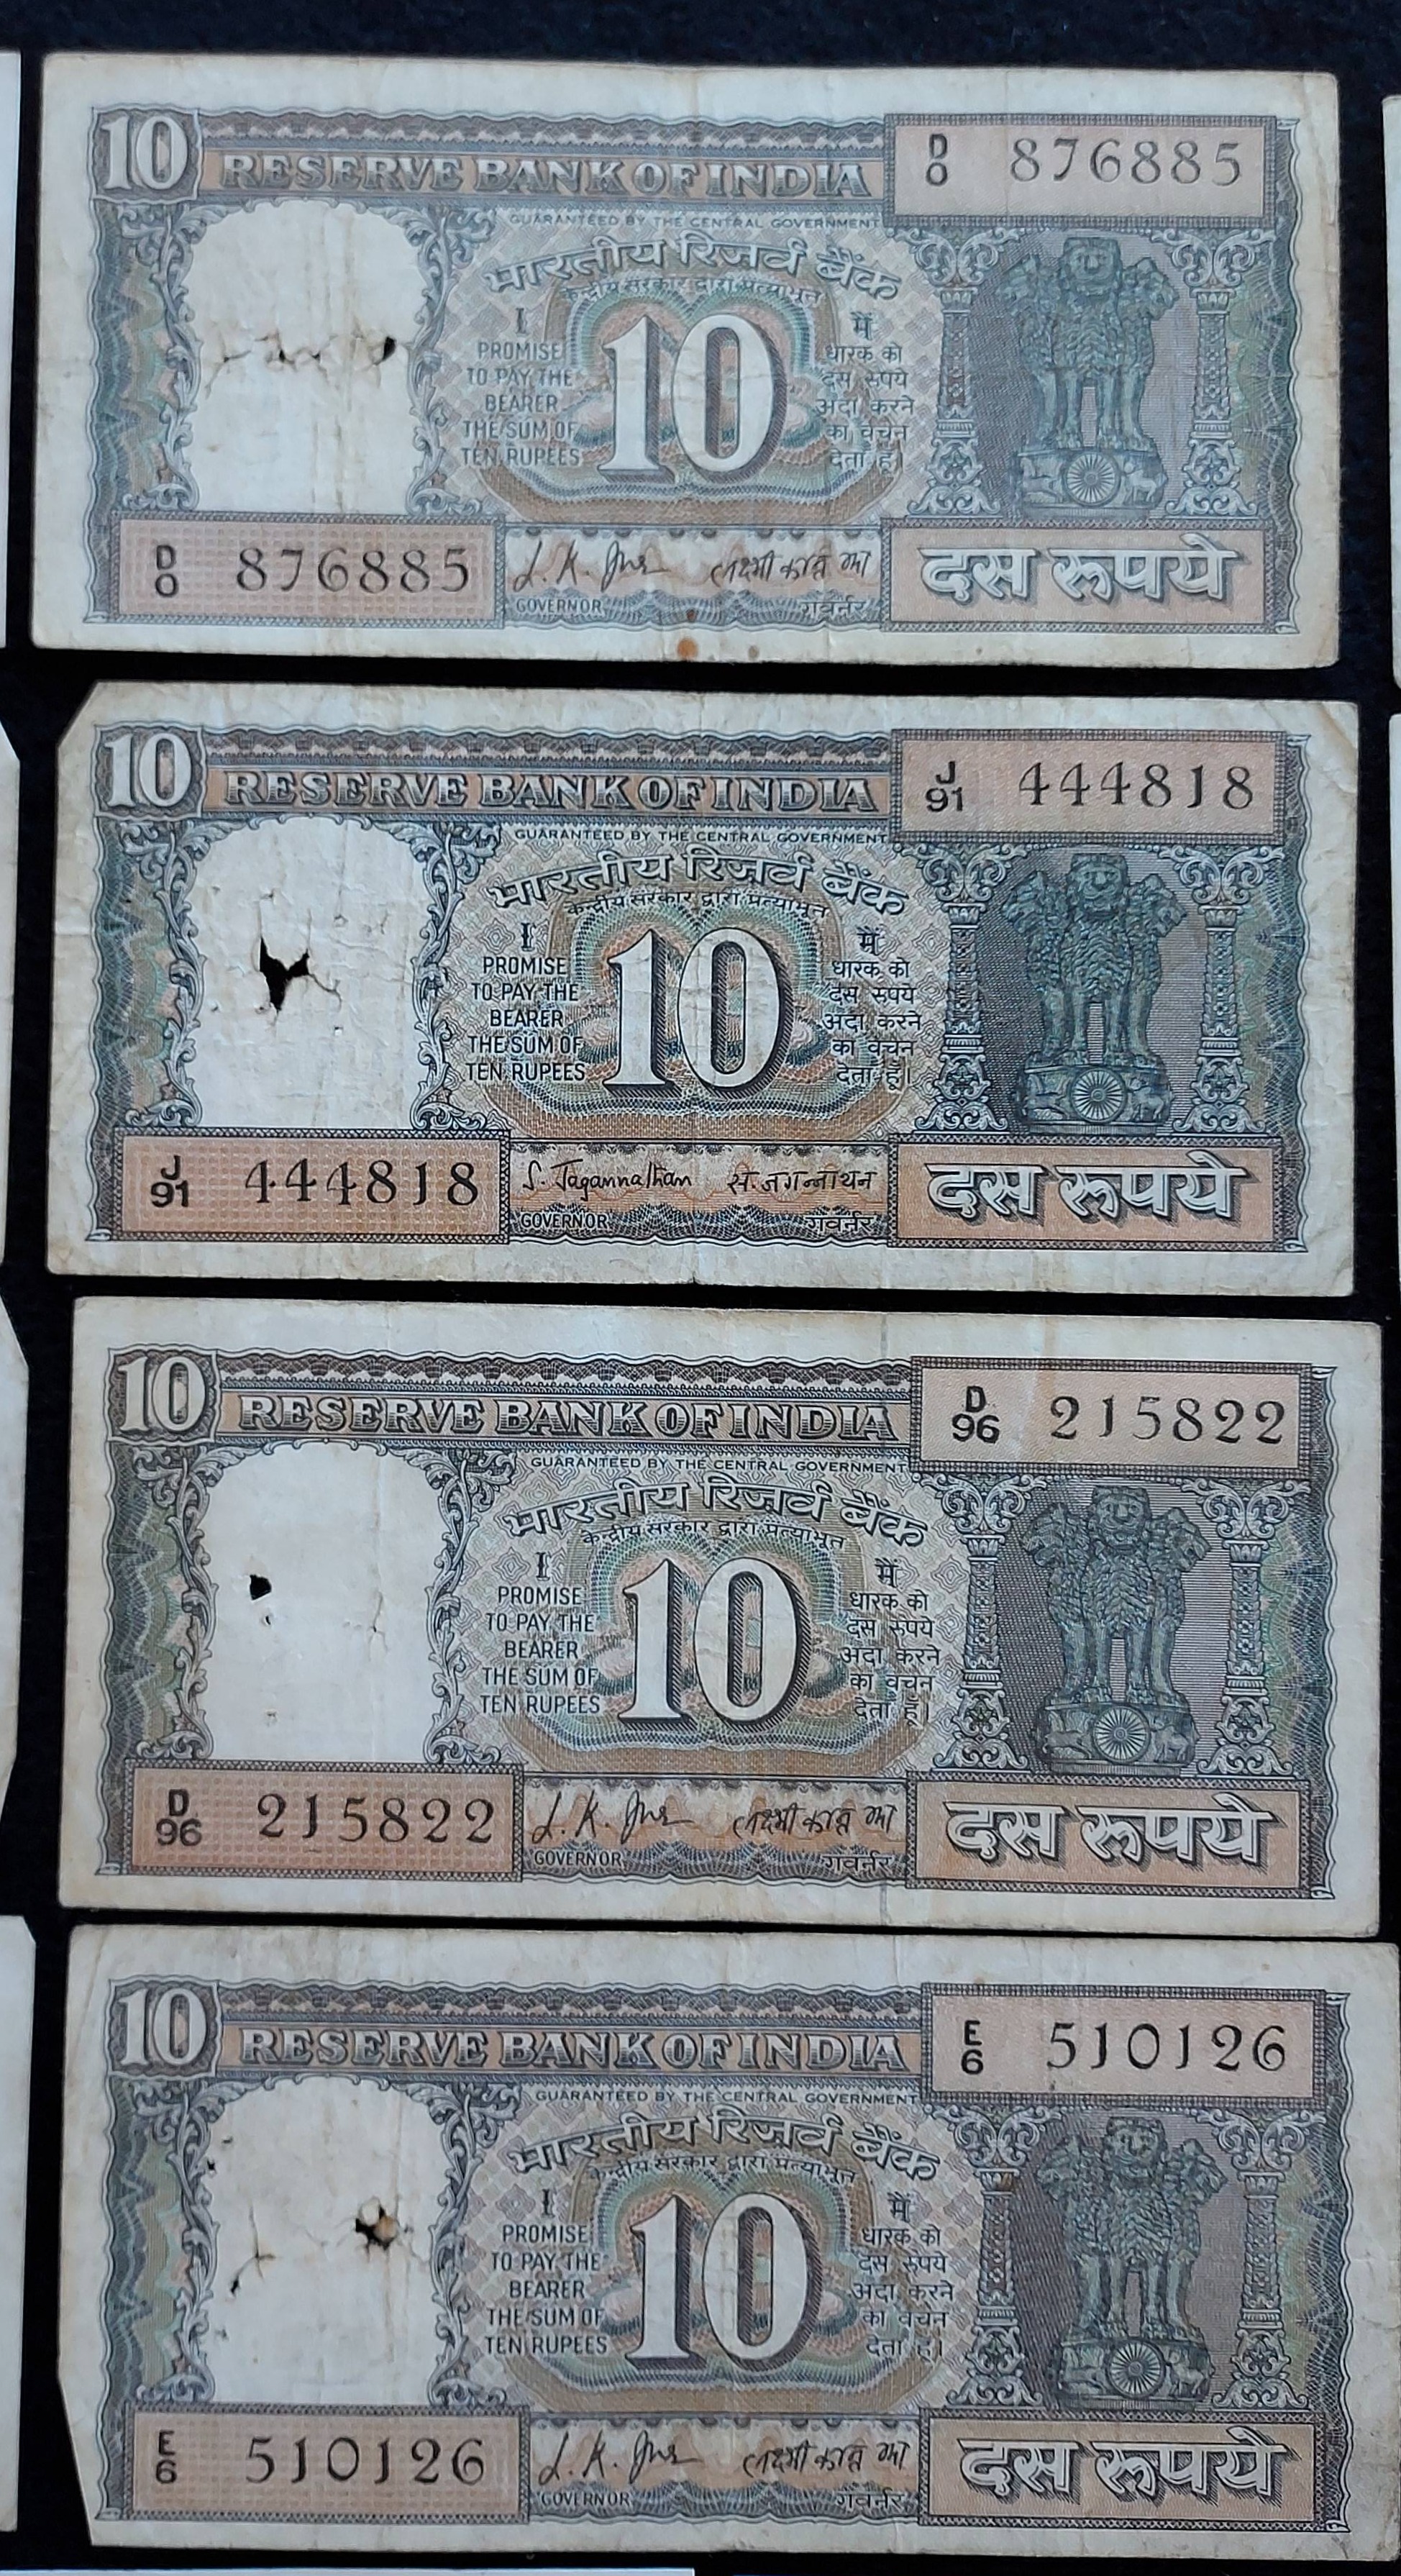 10
RESERVE BANK OF INDIA
D
0 876885
GUARANTEED BY THE CENTRAL GOVERNMENT
भारतीय रिजर्व बैंक
केन्द्रीय सरकार द्वारा प्रत्याभूत
I
PROMISE
TO PAY THE
BEARER
THE SUM OF
TEN RUPEES
10
मैं
धारक को
दस रुपये
अदा करने
का वचन
देता हूँ।
D
0 876885
L. K. Jha लक्ष्मी कान्त झा
GOVERNOR गवर्नर
दस रूपये
10
RESERVE BANK OF INDIA
J
91 444818
GUARANTEED BY THE CENTRAL GOVERNMENT
भारतीय रिजर्व बैंक
केन्द्रीय सरकार द्वारा प्रत्याभूत
I
PROMISE
TO PAY THE
BEARER
THE SUM OF
TEN RUPEES
10
मैं
धारक को
दस रुपये
अदा करने
का वचन
देता हूँ।
J
91 444818
S. Jagannathan स. जगन्नाथन
GOVERNOR गवर्नर
दस रूपये
10
RESERVE BANK OF INDIA
D
96 215822
GUARANTEED BY THE CENTRAL GOVERNMENT
भारतीय रिजर्व बैंक
केन्द्रीय सरकार द्वारा प्रत्याभूत
I
PROMISE
TO PAY THE
BEARER
THE SUM OF
TEN RUPEES
10
मैं
धारक को
दस रुपये
अदा करने
का वचन
देता हूँ।
D
96 215822
L. K. Jha लक्ष्मी कान्त झा
GOVERNOR गवर्नर
दस रूपये
10
RESERVE BANK OF INDIA
E
6 510126
GUARANTEED BY THE CENTRAL GOVERNMENT
भारतीय रिजर्व बैंक
केन्द्रीय सरकार द्वारा प्रत्याभूत
I
PROMISE
TO PAY THE
BEARER
THE SUM OF
TEN RUPEES
10
मैं
धारक को
दस रुपये
अदा करने
का वचन
देता हूँ।
E
6 510126
L. K. Jha लक्ष्मी कान्त झा
GOVERNOR गवर्नर
दस रूपये